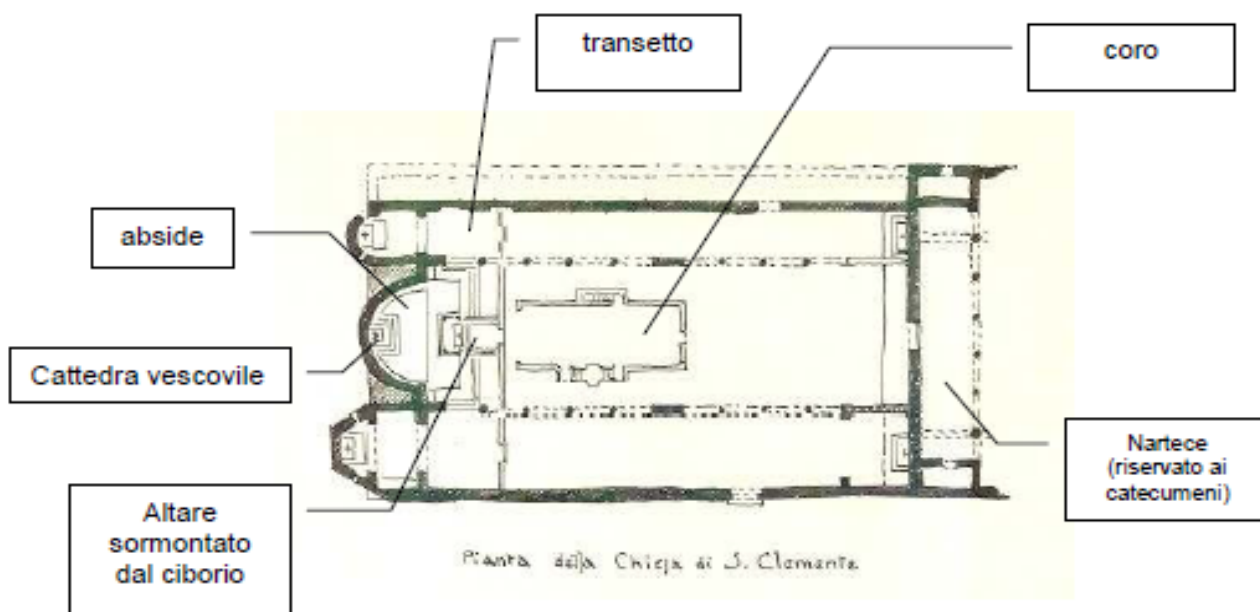 transetto
coro
abside
Cattedra vescovile
Altare
sormontato
dal ciborio
Nartece
(riservato ai
catecumeni)
Pianta della Chiesa di S. Clemente